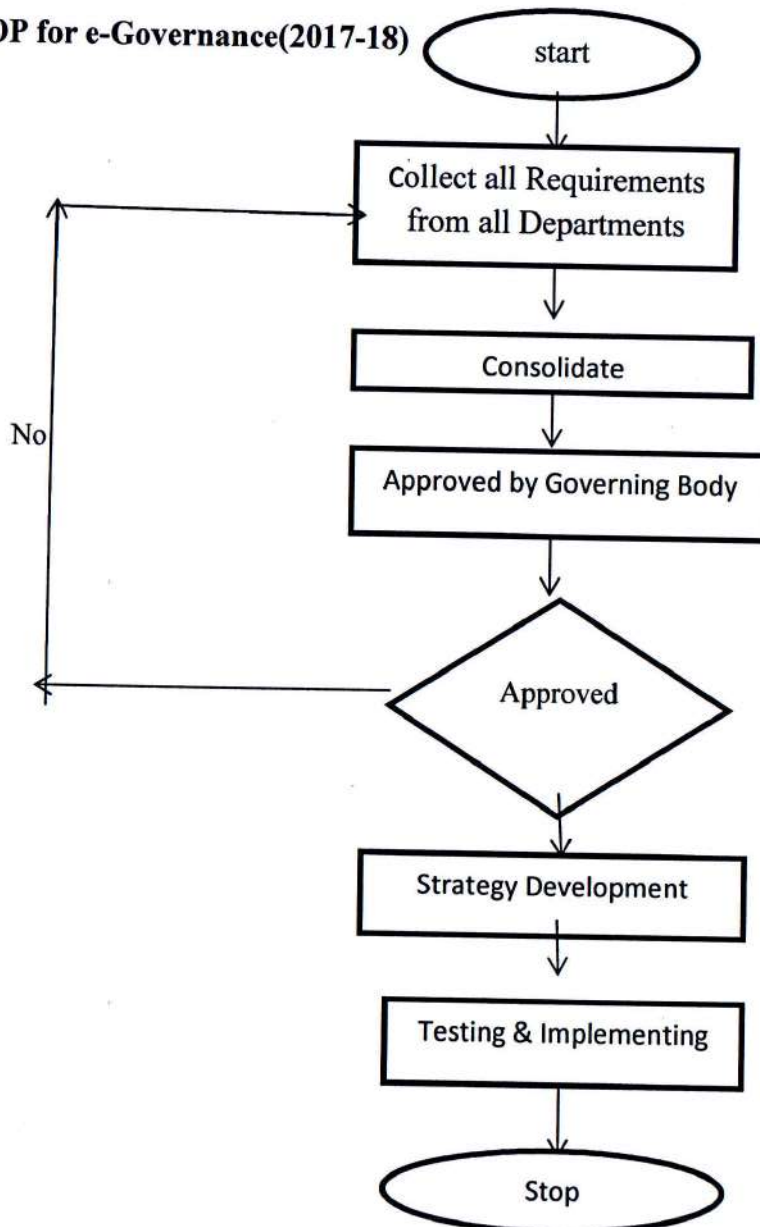 OP for e-Governance(2017-18)
start
Collect all Requirements
from all Departments
Consolidate
No
Approved by Governing Body
Approved
Strategy Development
Testing & Implementing
Stop